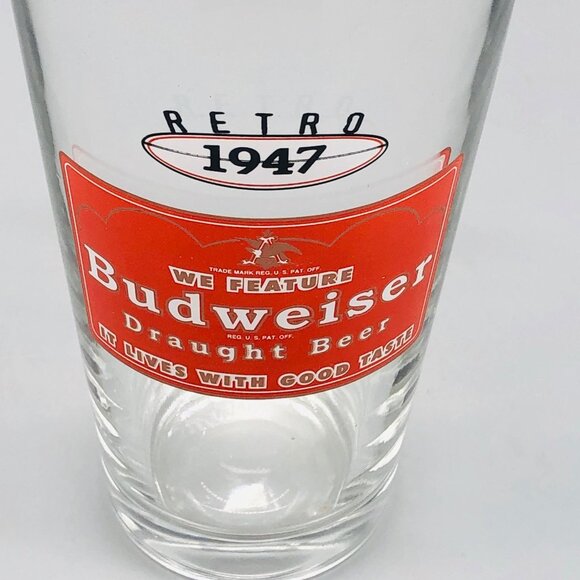 RETRO
1947
TRADE MARK REG. U.S. PAT. OFF.
WE FEATURE
Budweiser
REG. U.S. PAT. OFF.
Draught Beer
IT LIVES WITH GOOD TASTE